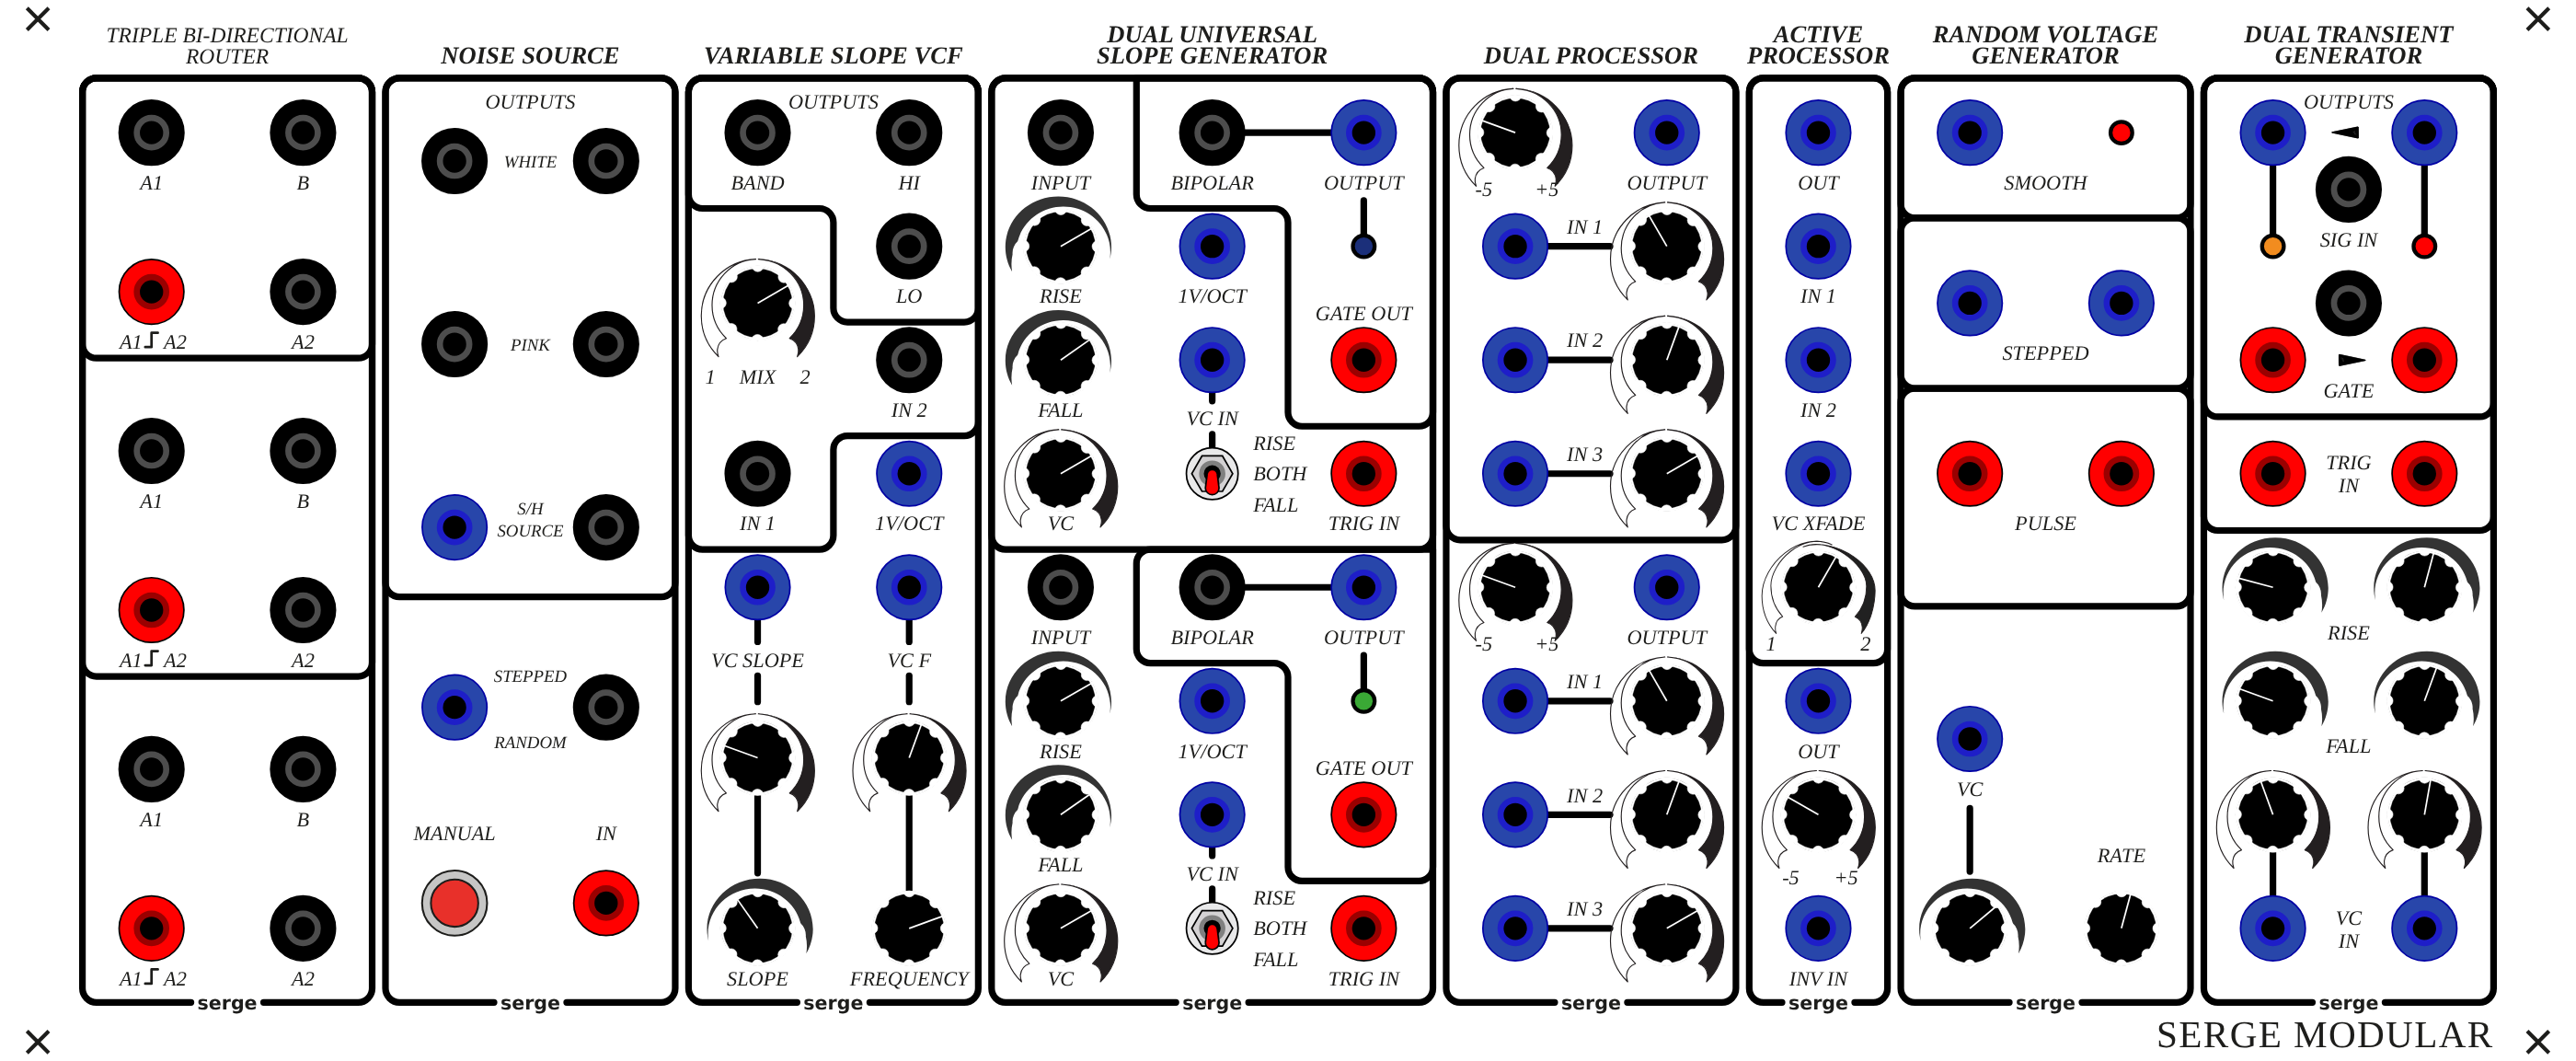 TRIPLE BI-DIRECTIONAL
ROUTER
A1
B
A1 A2
A2
A1
B
A1 A2
A2
A1
B
A1 A2
A2
serge
NOISE SOURCE
OUTPUTS
WHITE
PINK
S/H
SOURCE
STEPPED
RANDOM
MANUAL
IN
serge
VARIABLE SLOPE VCF
OUTPUTS
BAND
HI
LO
1 MIX 2
IN 2
IN 1
1V/OCT
VC SLOPE
VC F
SLOPE
FREQUENCY
serge
DUAL UNIVERSAL
SLOPE GENERATOR
INPUT
BIPOLAR
OUTPUT
RISE
1V/OCT
GATE OUT
FALL
VC IN
RISE
BOTH
FALL
VC
TRIG IN
INPUT
BIPOLAR
OUTPUT
RISE
1V/OCT
GATE OUT
FALL
VC IN
RISE
BOTH
FALL
VC
TRIG IN
serge
DUAL PROCESSOR
-5 +5
OUTPUT
IN 1
IN 2
IN 3
-5 +5
OUTPUT
IN 1
IN 2
IN 3
serge
ACTIVE
PROCESSOR
OUT
IN 1
IN 2
VC XFADE
1 2
OUT
-5 +5
INV IN
serge
RANDOM VOLTAGE
GENERATOR
SMOOTH
STEPPED
PULSE
VC
RATE
serge
DUAL TRANSIENT
GENERATOR
OUTPUTS
SIG IN
GATE
TRIG
IN
RISE
FALL
VC
IN
serge
SERGE MODULAR